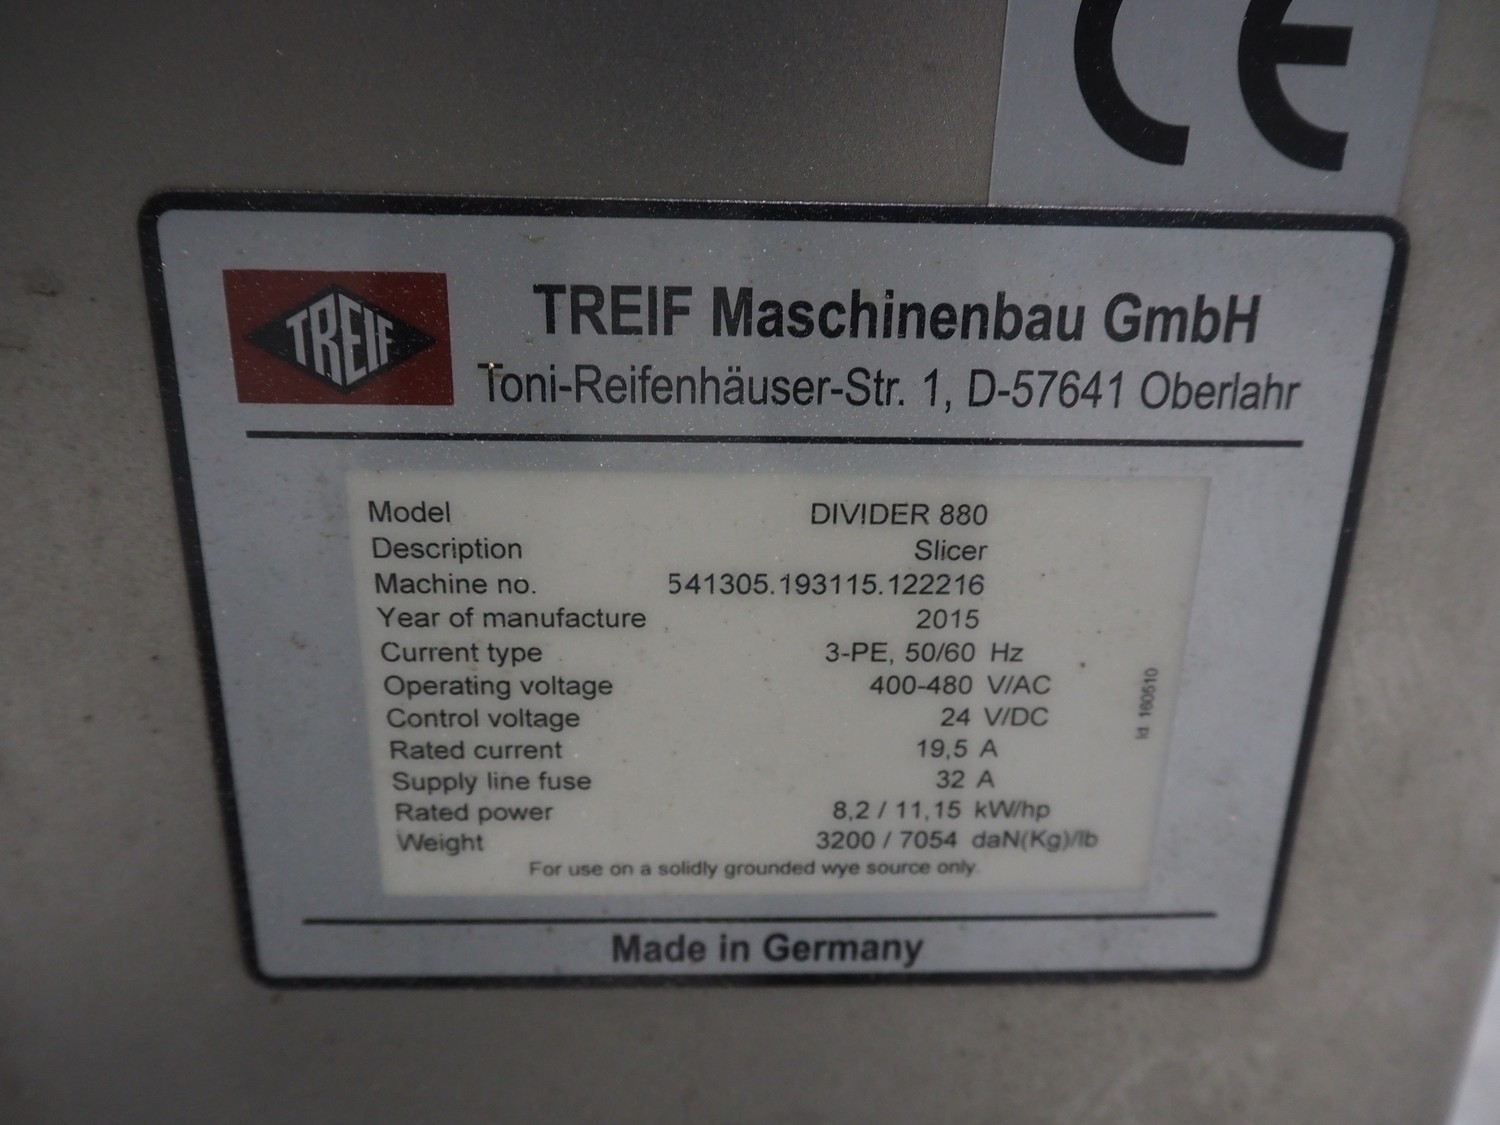 CE
TREIF
TREIF Maschinenbau GmbH
Toni-Reifenhäuser-Str. 1, D-57641 Oberlahr
Model DIVIDER 880
Description Slicer
Machine no. 541305.193115.122216
Year of manufacture 2015
Current type 3-PE, 50/60 Hz
Operating voltage 400-480 V/AC
Control voltage 24 V/DC
Rated current 19,5 A
Supply line fuse 32 A
Rated power 8,2 / 11,15 kW/hp
Weight 3200 / 7054 daN(Kg)/lb
For use on a solidly grounded wye source only
Id 160510
Made in Germany